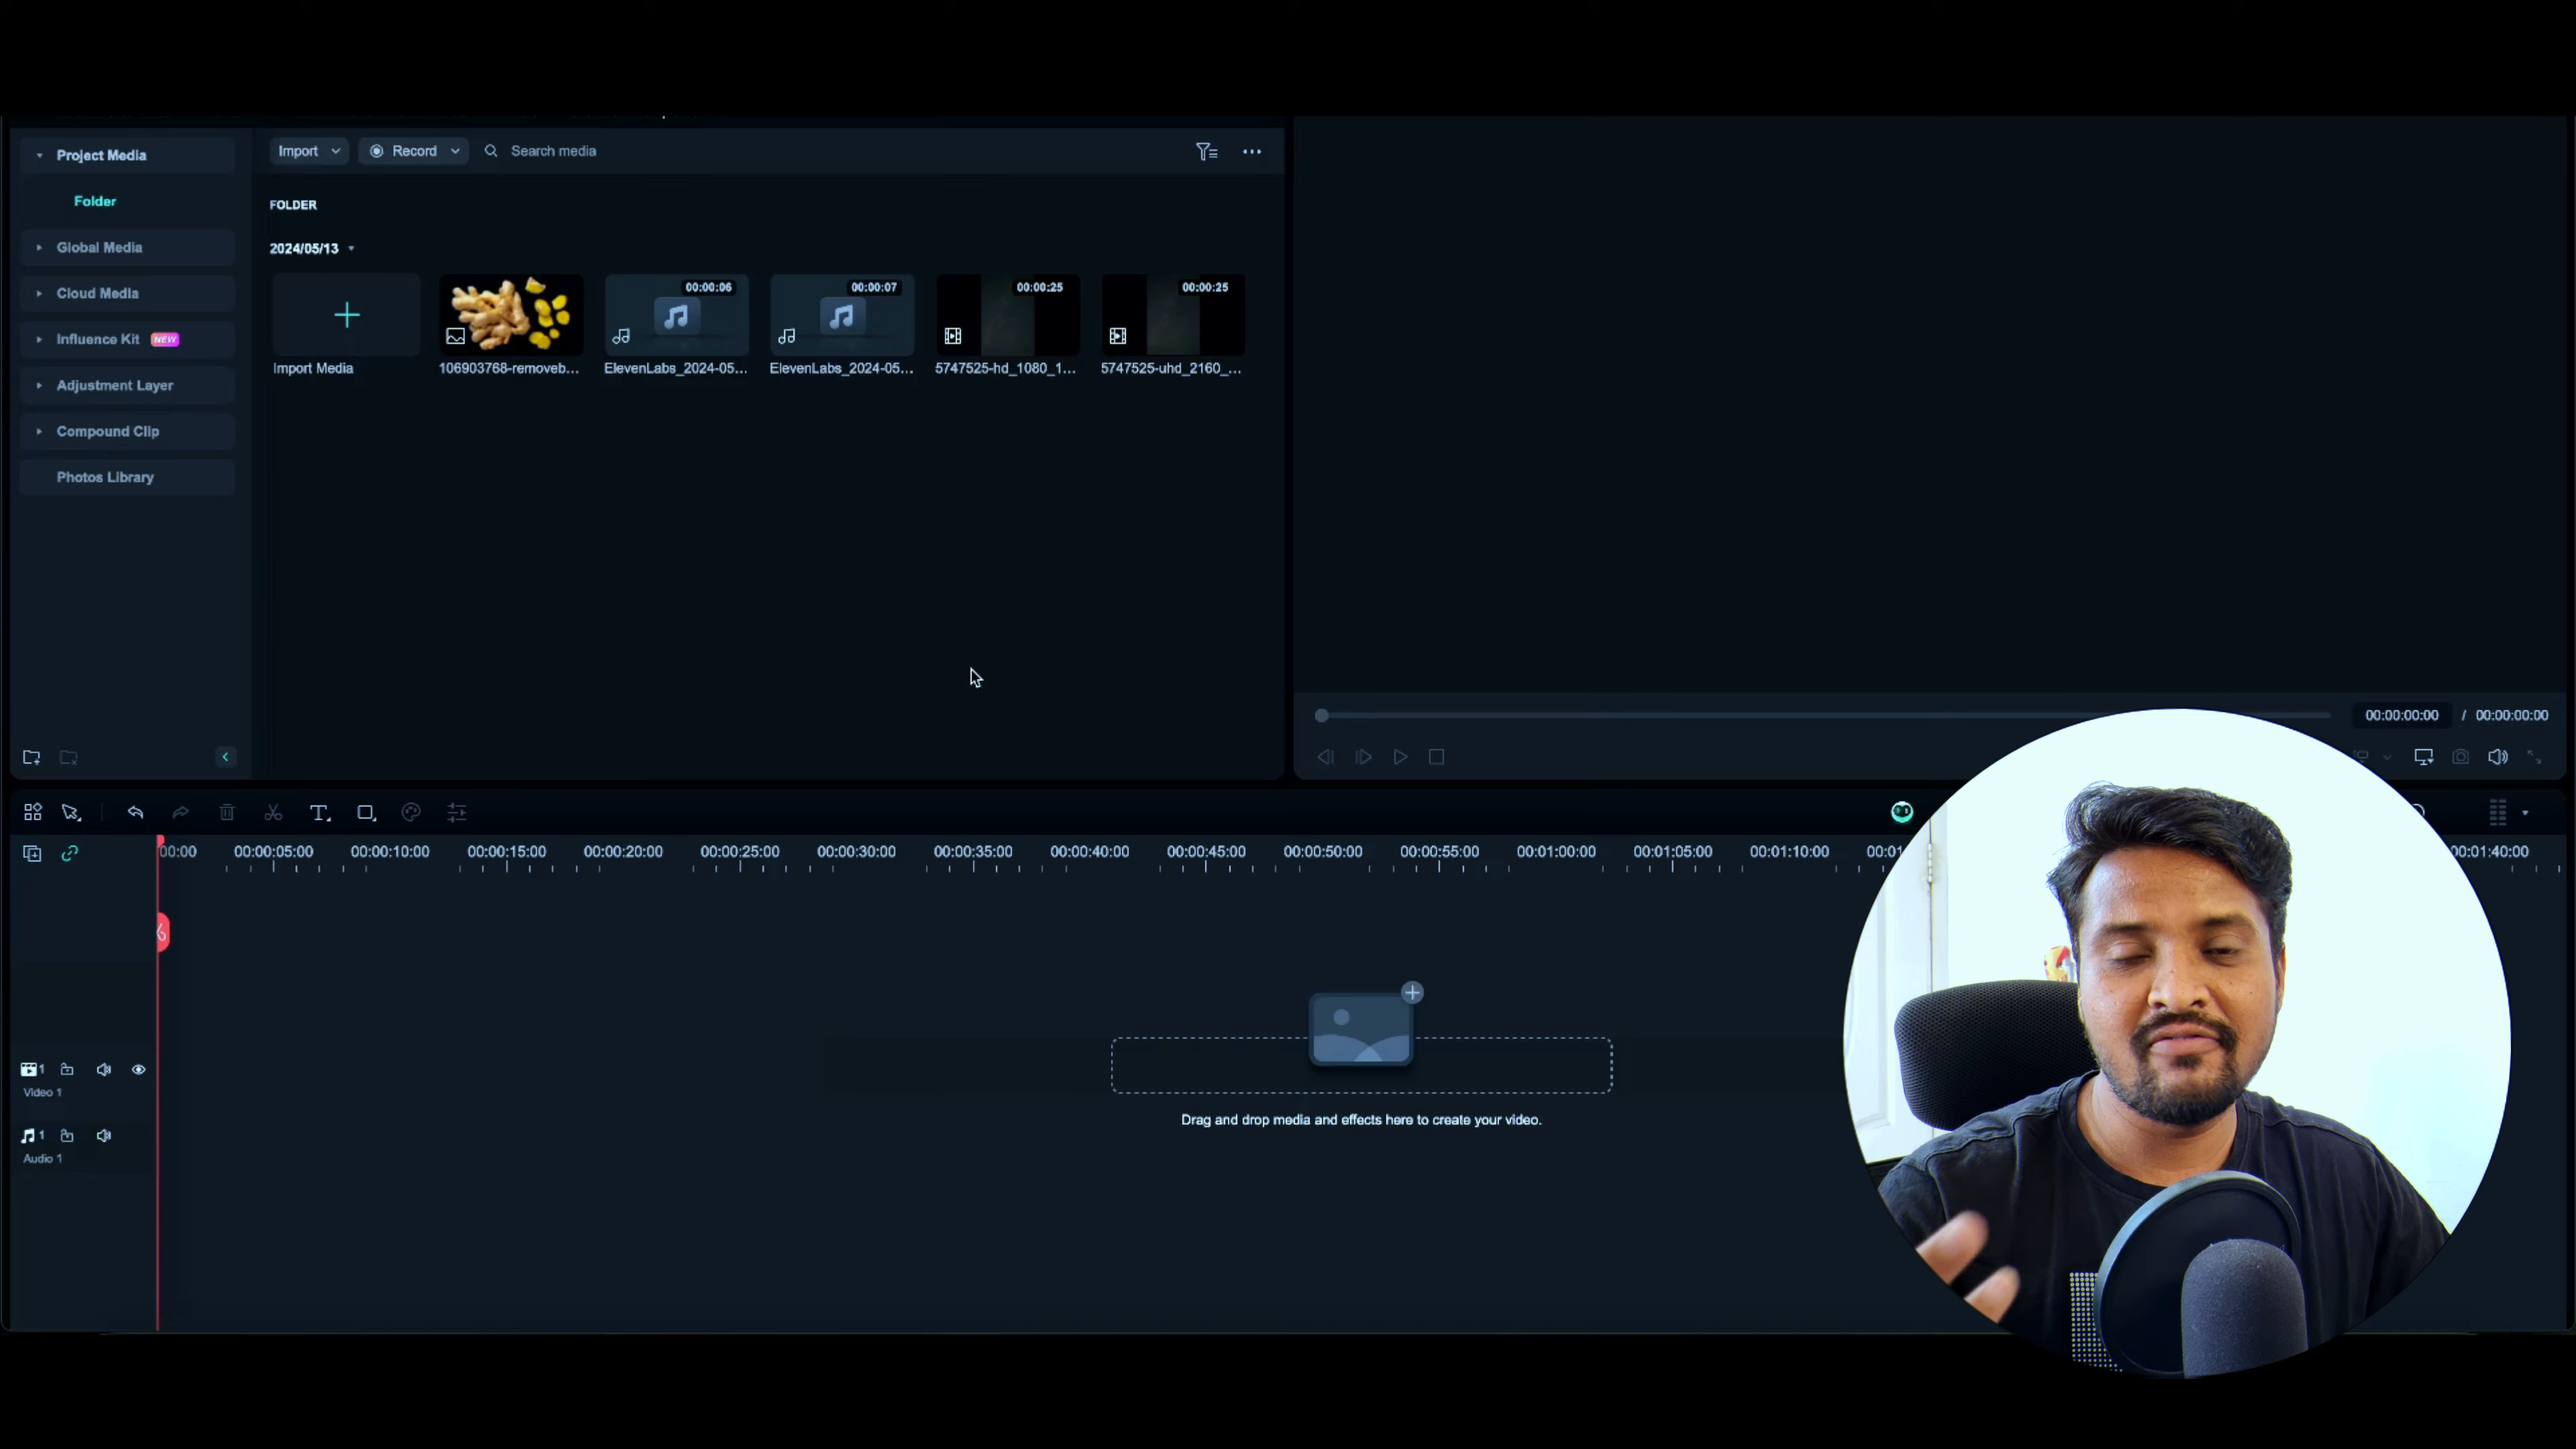 Project Media
Import
Record
Search media
Folder
FOLDER
Global Media
2024/05/13
Cloud Media
00:00:06
00:00:07
00:00:25
00:00:25
Influence Kit NEW
Import Media
106903768-removeb...
ElevenLabs_2024-05...
ElevenLabs_2024-05...
5747525-hd_1080_1...
5747525-uhd_2160_...
Adjustment Layer
Compound Clip
Photos Library
00:00:00:00 / 00:00:00:00
00:00 00:00:05:00 00:00:10:00 00:00:15:00 00:00:20:00 00:00:25:00 00:00:30:00 00:00:35:00 00:00:40:00 00:00:45:00 00:00:50:00 00:00:55:00 00:01:00:00 00:01:05:00 00:01:10:00 00:01:40:00
1
Video 1
Drag and drop media and effects here to create your video.
1
Audio 1